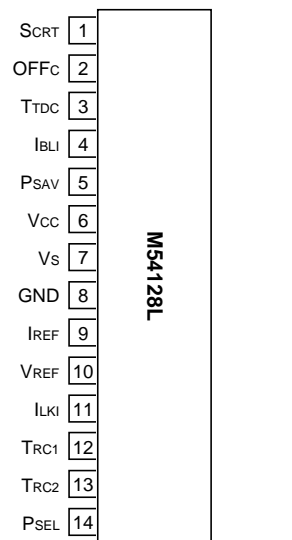 SCRT 1
OFFC 2
TTDC 3
IBLI 4
PSAV 5
VCC 6
VS 7
GND 8
IREF 9
VREF 10
ILKI 11
TRC1 12
TRC2 13
PSEL 14
M54128L